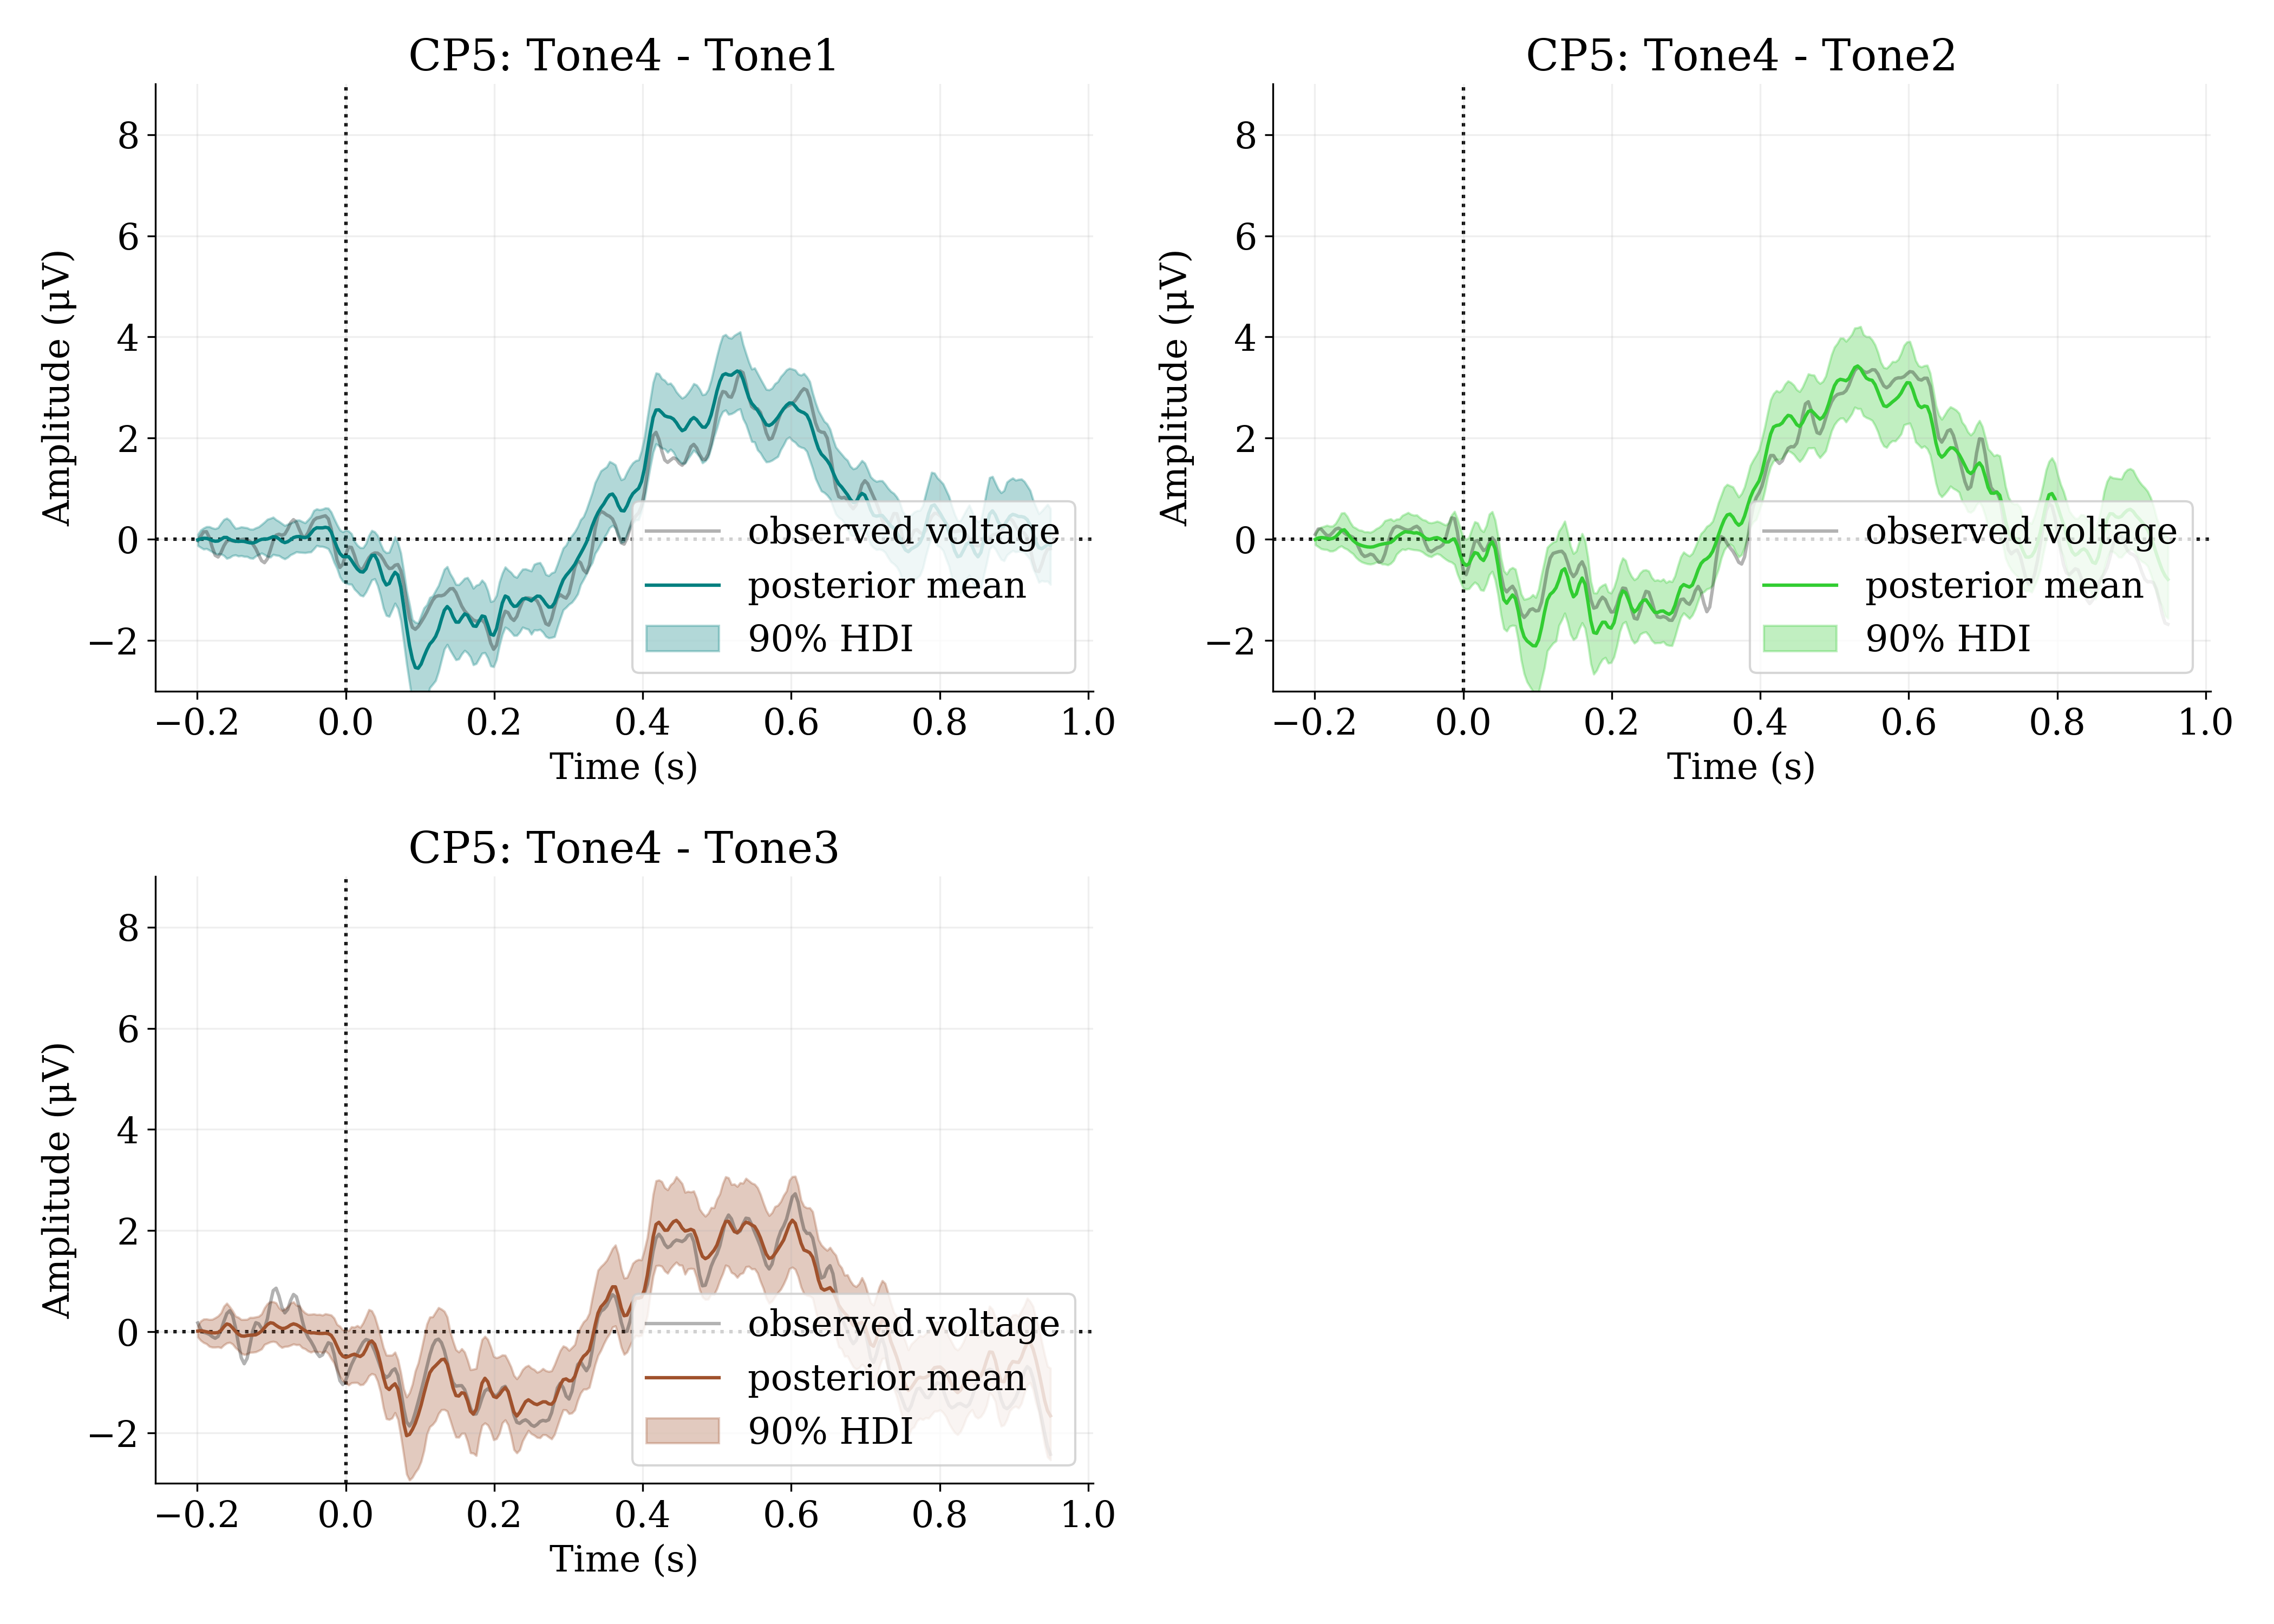 CP5: Tone4 - Tone1
Amplitude (µV)
8
6
4
2
0
−2
observed voltage
posterior mean
90% HDI
−0.2 0.0 0.2 0.4 0.6 0.8 1.0
Time (s)
CP5: Tone4 - Tone2
Amplitude (µV)
8
6
4
2
0
−2
observed voltage
posterior mean
90% HDI
−0.2 0.0 0.2 0.4 0.6 0.8 1.0
Time (s)
CP5: Tone4 - Tone3
Amplitude (µV)
8
6
4
2
0
−2
observed voltage
posterior mean
90% HDI
−0.2 0.0 0.2 0.4 0.6 0.8 1.0
Time (s)